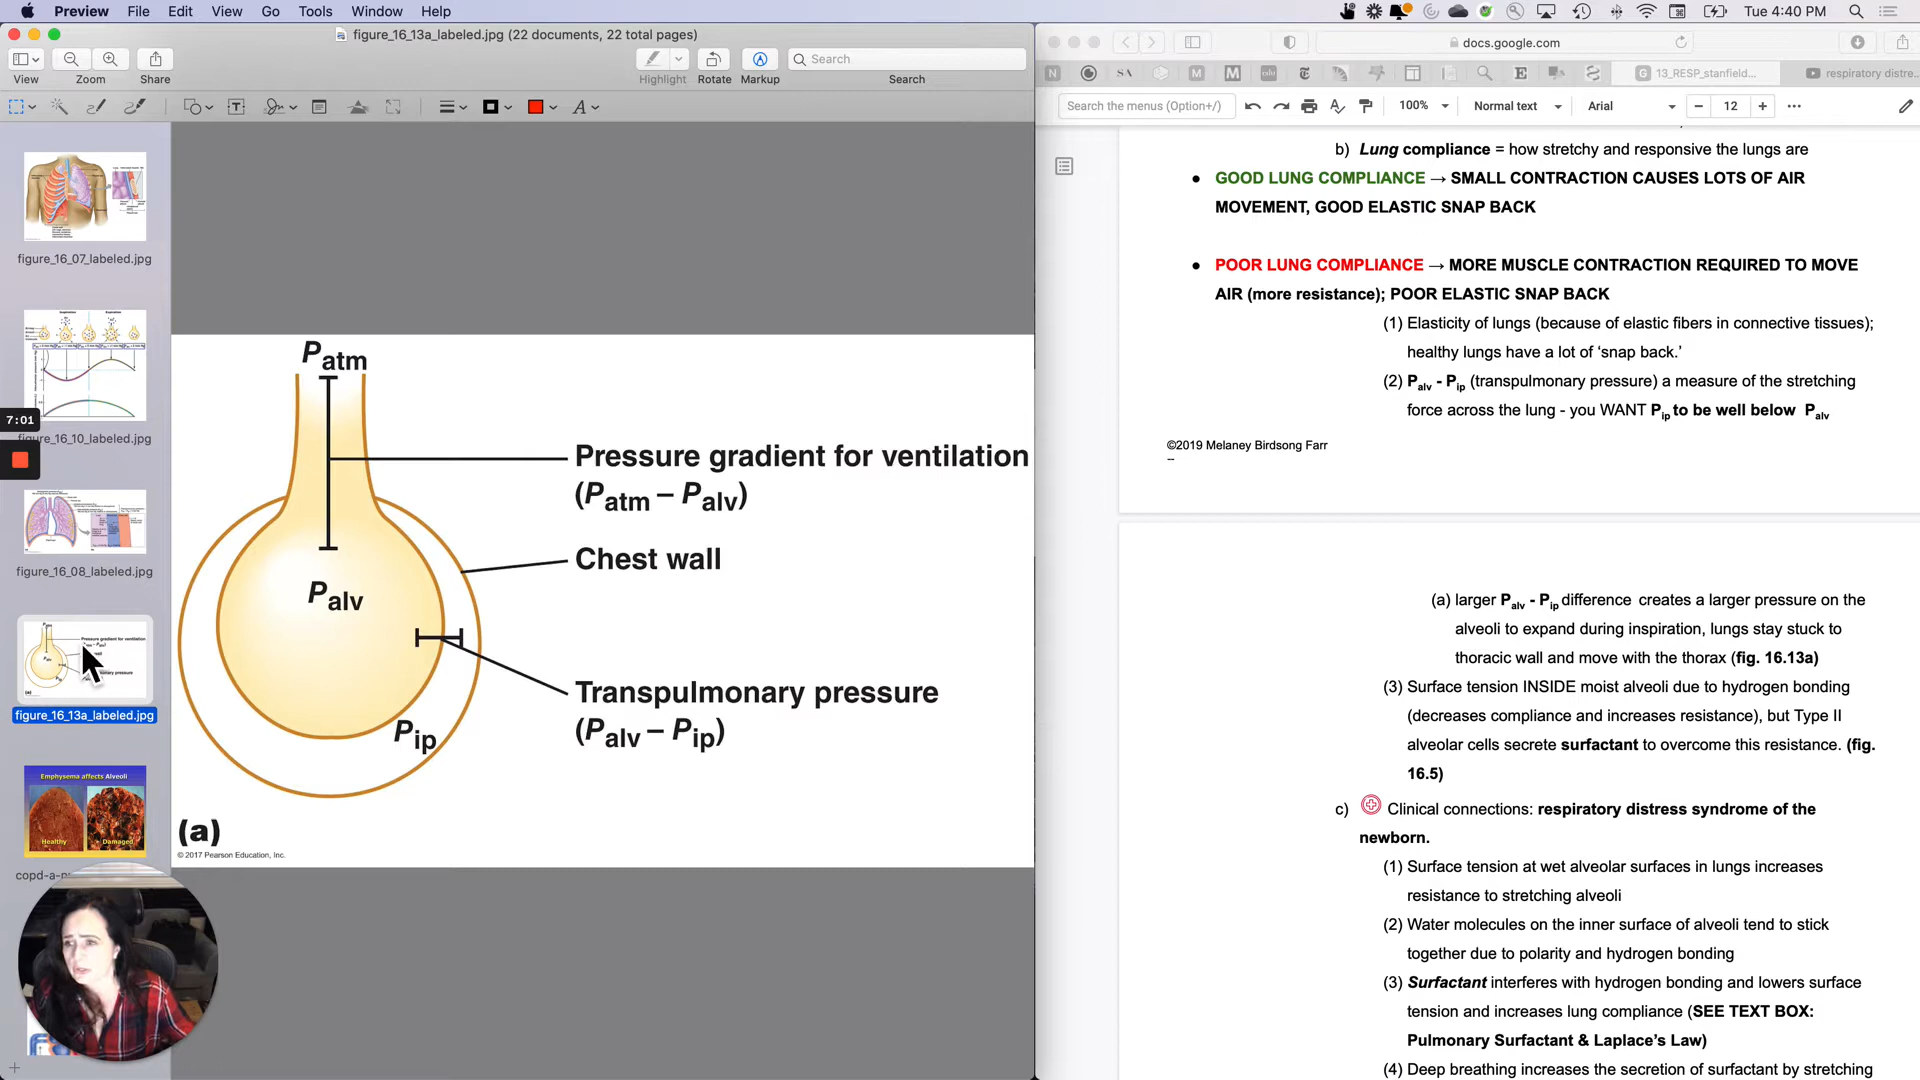 Preview File Edit View Go Tools Window Help
Tue 4:40 PM
figure_16_13a_labeled.jpg (22 documents, 22 total pages)
View Zoom Share Highlight Rotate Markup Search
Search
figure_16_07_labeled.jpg
Inspiration Expiration
figure_16_10_labeled.jpg
7:01
figure_16_08_labeled.jpg
figure_16_13a_labeled.jpg
Emphysema affects Alveoli
Healthy Damaged
Patm
Pressure gradient for ventilation
(Patm – Palv)
Chest wall
Palv
Transpulmonary pressure
(Palv – Pip)
Pip
(a)
© 2017 Pearson Education, Inc.
docs.google.com
13_RESP_stanfield...
respiratory distre...
Search the menus (Option+/)
100% Normal text Arial 12
b) Lung compliance = how stretchy and responsive the lungs are
● GOOD LUNG COMPLIANCE → SMALL CONTRACTION CAUSES LOTS OF AIR
MOVEMENT, GOOD ELASTIC SNAP BACK
● POOR LUNG COMPLIANCE → MORE MUSCLE CONTRACTION REQUIRED TO MOVE
AIR (more resistance); POOR ELASTIC SNAP BACK
(1) Elasticity of lungs (because of elastic fibers in connective tissues);
healthy lungs have a lot of ‘snap back.’
(2) Palv - Pip (transpulmonary pressure) a measure of the stretching
force across the lung - you WANT Pip to be well below Palv
©2019 Melaney Birdsong Farr
(a) larger Palv - Pip difference creates a larger pressure on the
alveoli to expand during inspiration, lungs stay stuck to
thoracic wall and move with the thorax (fig. 16.13a)
(3) Surface tension INSIDE moist alveoli due to hydrogen bonding
(decreases compliance and increases resistance), but Type II
alveolar cells secrete surfactant to overcome this resistance. (fig.
16.5)
c) Clinical connections: respiratory distress syndrome of the
newborn.
(1) Surface tension at wet alveolar surfaces in lungs increases
resistance to stretching alveoli
(2) Water molecules on the inner surface of alveoli tend to stick
together due to polarity and hydrogen bonding
(3) Surfactant interferes with hydrogen bonding and lowers surface
tension and increases lung compliance (SEE TEXT BOX:
Pulmonary Surfactant & Laplace’s Law)
(4) Deep breathing increases the secretion of surfactant by stretching